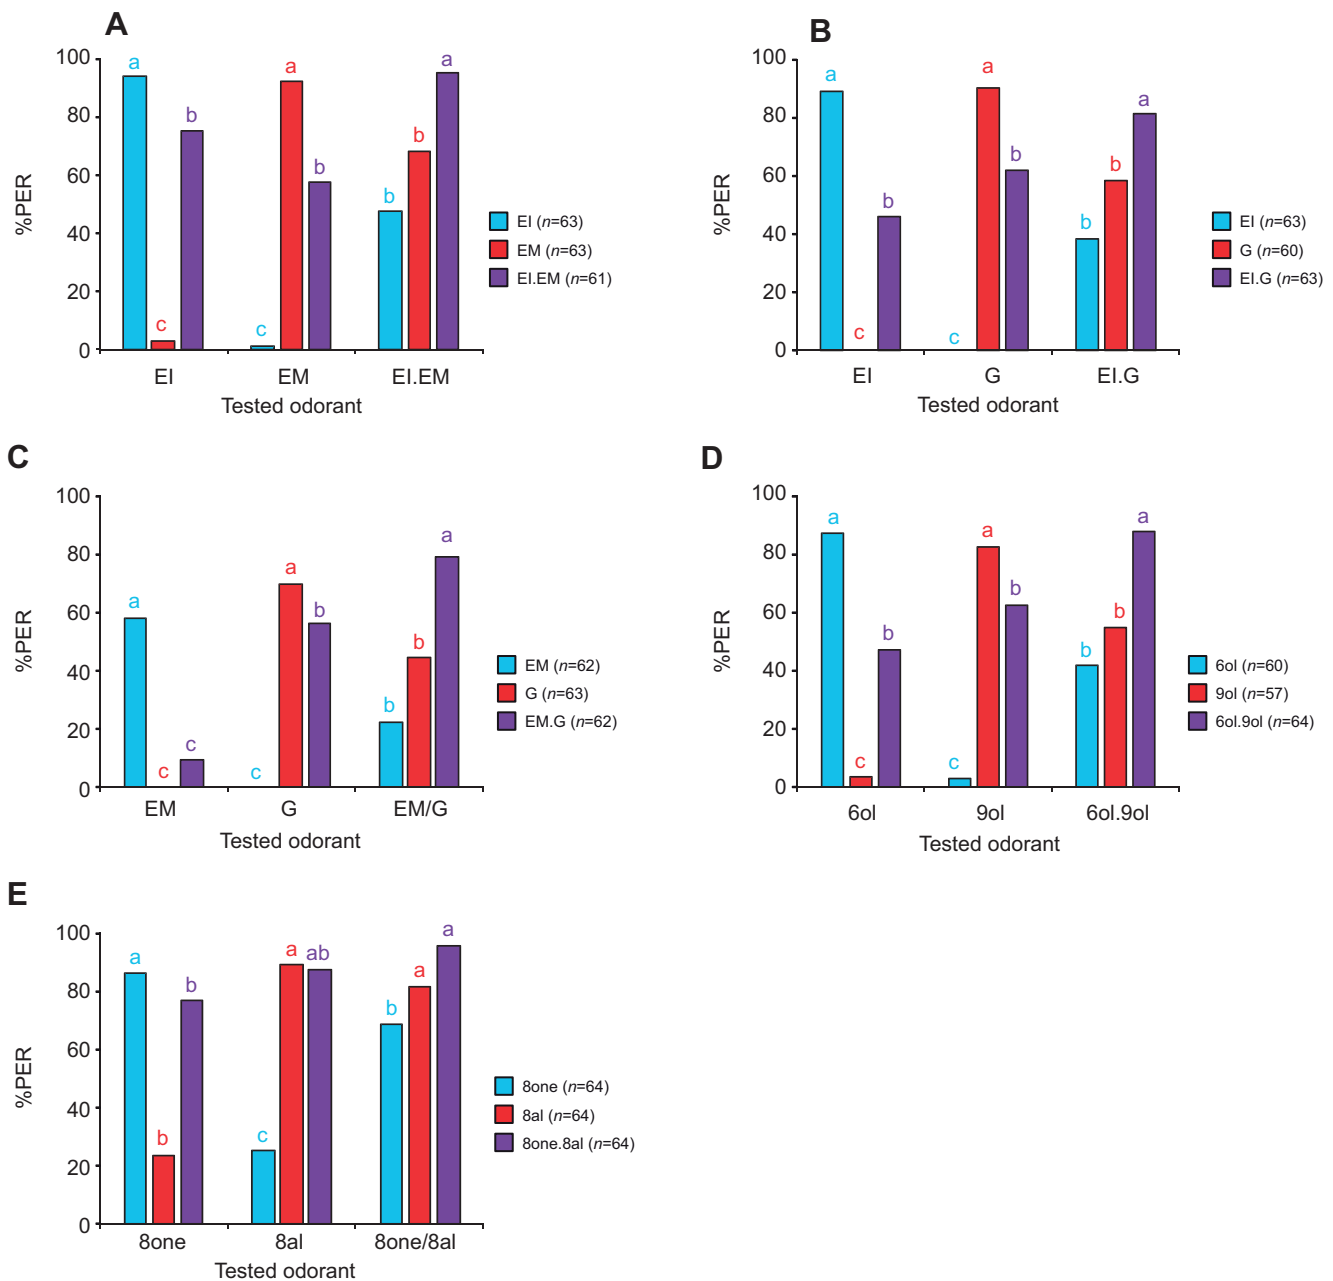 A
100
80
60
40
20
0
%PER
a
c
b
c
a
b
b
b
a
EI
EM
EI.EM
Tested odorant
EI (n=63)
EM (n=63)
EI.EM (n=61)
B
100
80
60
40
20
0
%PER
a
c
b
c
a
b
b
b
a
EI
G
EI.G
Tested odorant
EI (n=63)
G (n=60)
EI.G (n=63)
C
100
80
60
40
20
0
%PER
a
c
c
c
a
b
b
b
a
EM
G
EM/G
Tested odorant
EM (n=62)
G (n=63)
EM.G (n=62)
D
100
80
60
40
20
0
%PER
a
c
b
c
a
b
b
b
a
6ol
9ol
6ol.9ol
Tested odorant
6ol (n=60)
9ol (n=57)
6ol.9ol (n=64)
E
100
80
60
40
20
0
%PER
a
b
b
c
a
ab
b
a
a
8one
8al
8one/8al
Tested odorant
8one (n=64)
8al (n=64)
8one.8al (n=64)